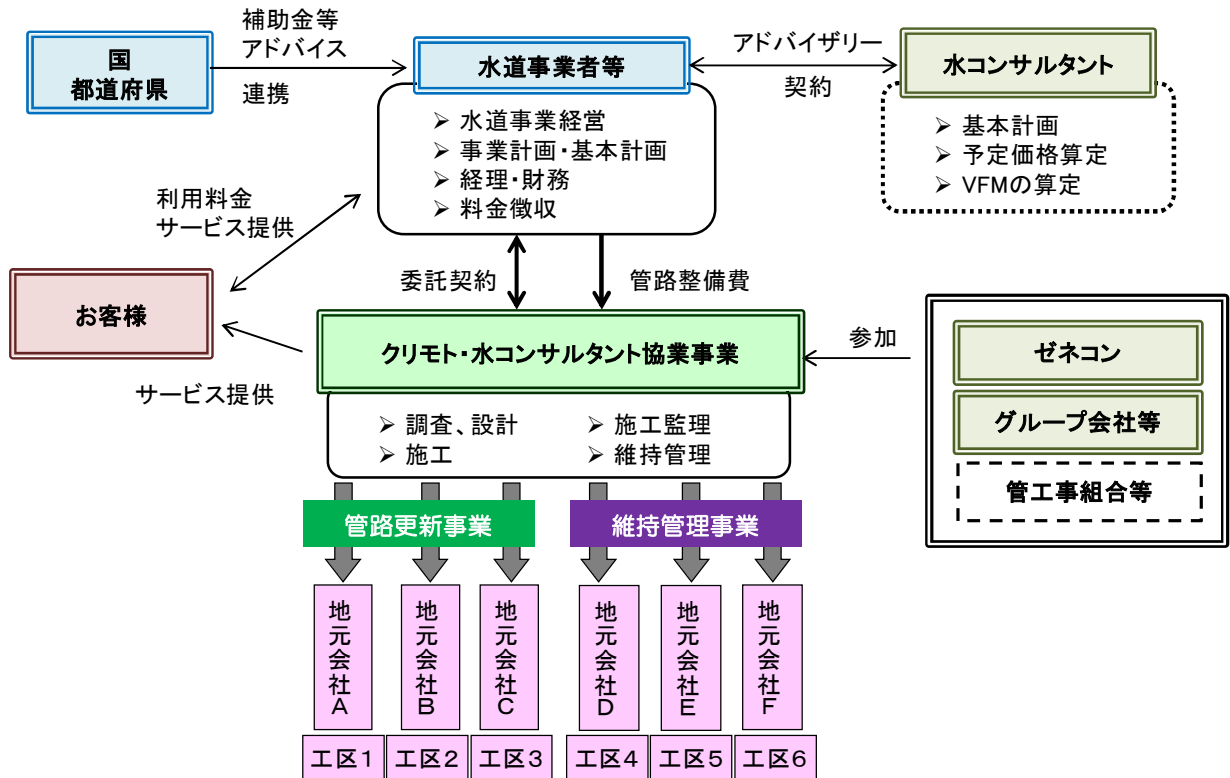 国
都道府県
補助金等
アドバイス
連携
水道事業者等
アドバイザリー
契約
水コンサルタント
➢ 水道事業経営
➢ 事業計画・基本計画
➢ 経理・財務
➢ 料金徴収
➢ 基本計画
➢ 予定価格算定
➢ VFMの算定
利用料金
サービス提供
委託契約
管路整備費
お客様
サービス提供
クリモト・水コンサルタント協業事業
参加
ゼネコン
グループ会社等
管工事組合等
➢ 調査、設計
➢ 施工
➢ 施工監理
➢ 維持管理
管路更新事業
維持管理事業
地元会社A
地元会社B
地元会社C
地元会社D
地元会社E
地元会社F
工区1
工区2
工区3
工区4
工区5
工区6